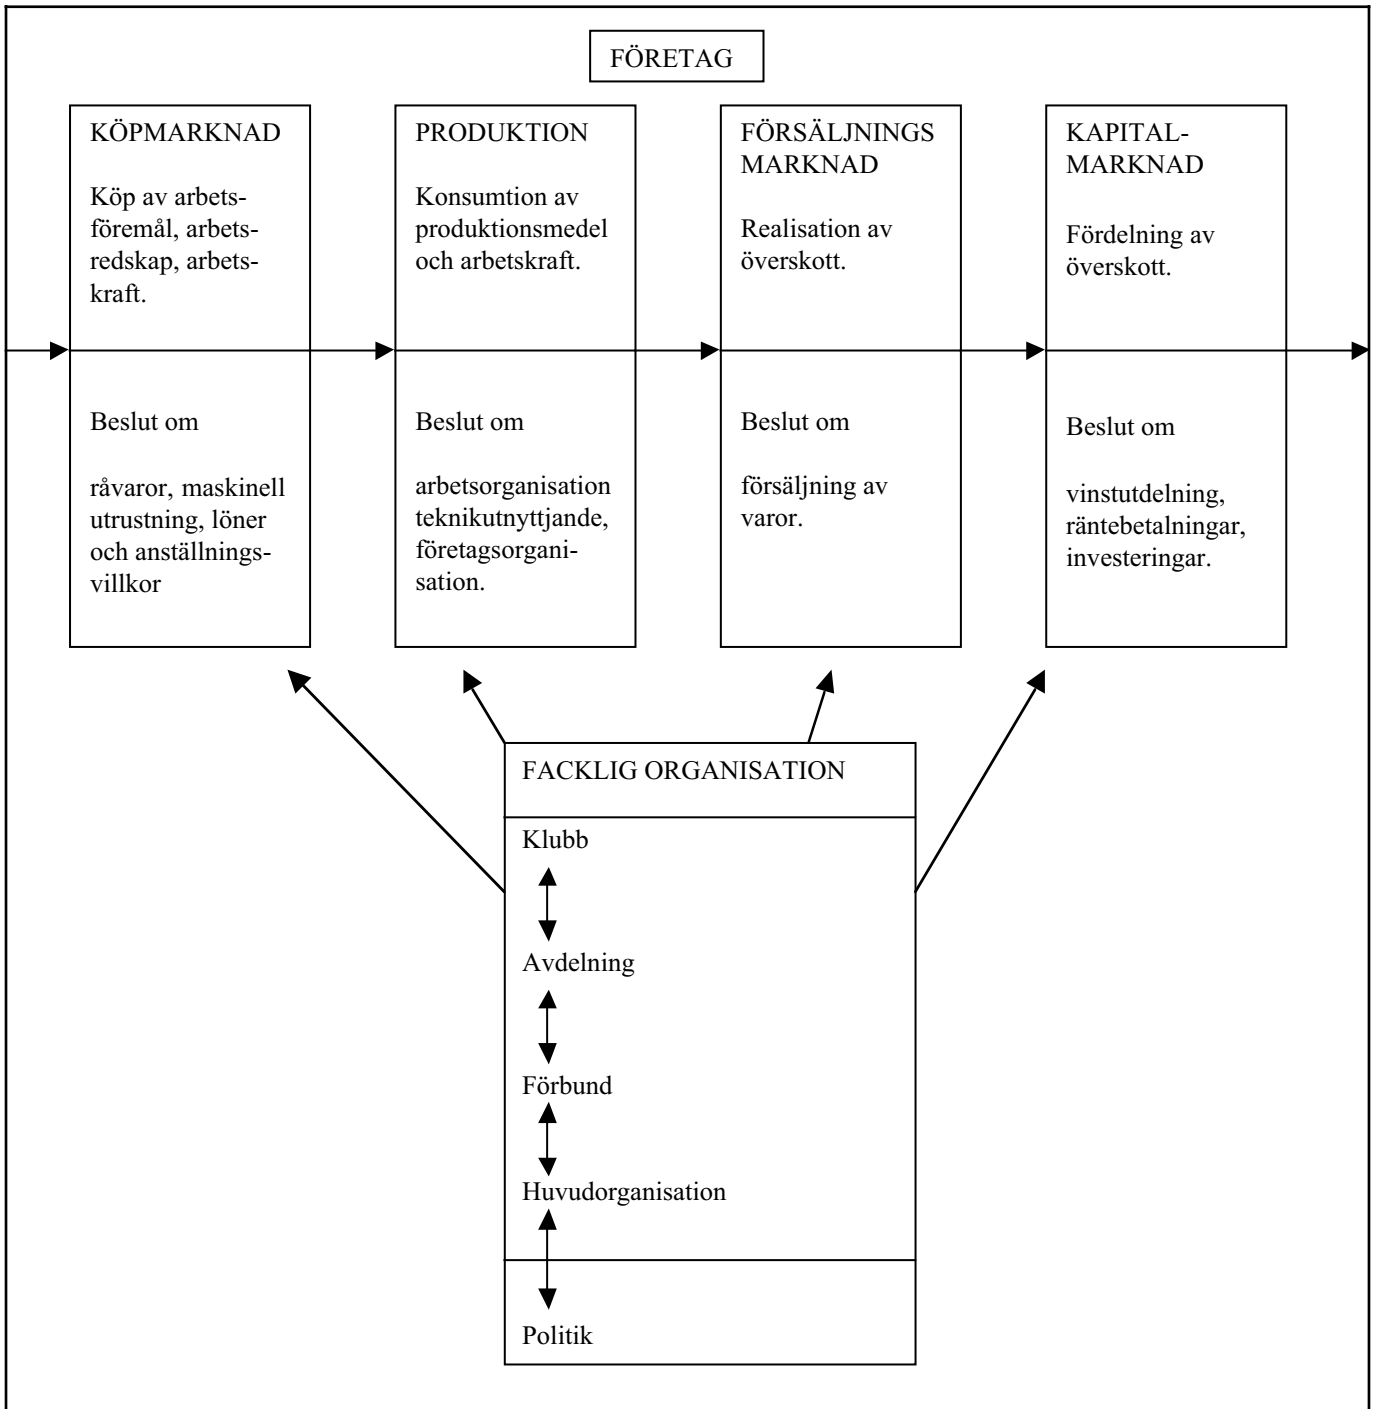 FÖRETAG
KÖPMARKNAD
Köp av arbets-
föremål, arbets-
redskap, arbets-
kraft.
Beslut om
råvaror, maskinell
utrustning, löner
och anställnings-
villkor
PRODUKTION
Konsumtion av
produktionsmedel
och arbetskraft.
Beslut om
arbetsorganisation
teknikutnyttjande,
företagsorgani-
sation.
FÖRSÄLJNINGS
MARKNAD
Realisation av
överskott.
Beslut om
försäljning av
varor.
KAPITAL-
MARKNAD
Fördelning av
överskott.
Beslut om
vinstutdelning,
räntebetalningar,
investeringar.
FACKLIG ORGANISATION
Klubb
Avdelning
Förbund
Huvudorganisation
Politik